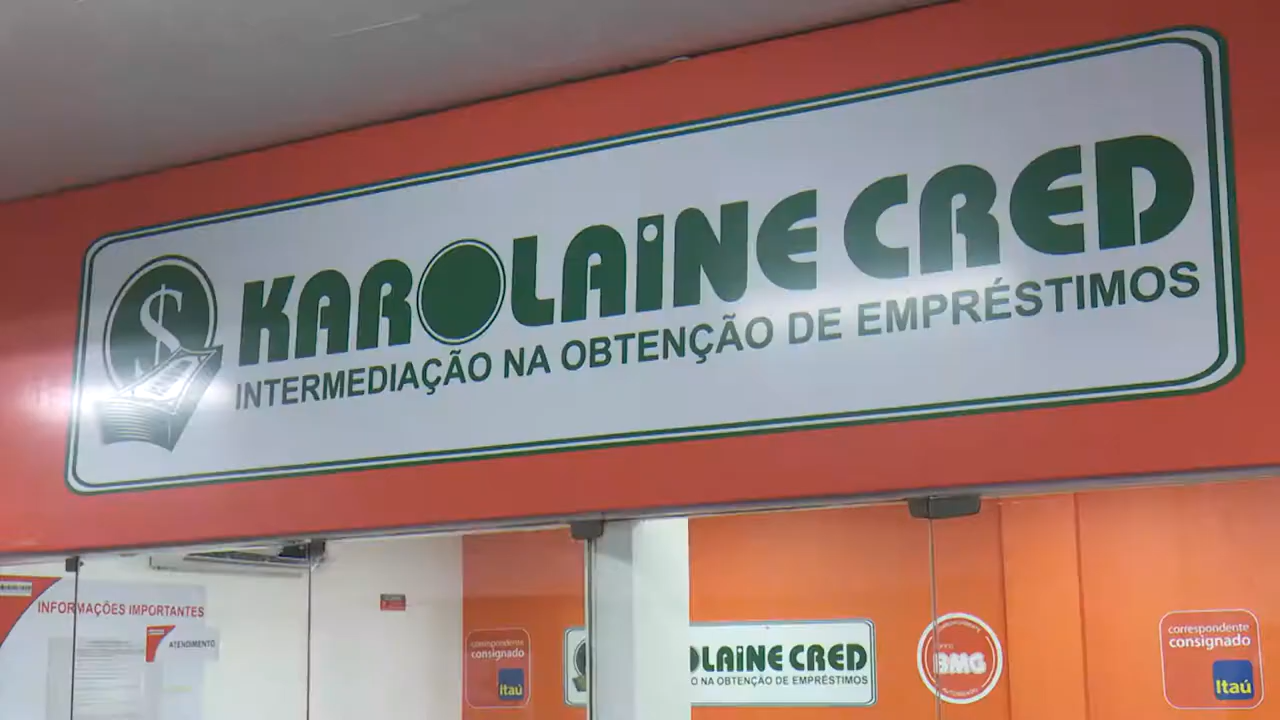 $
KAROLAINE CRED
INTERMEDIAÇÃO NA OBTENÇÃO DE EMPRÉSTIMOS
INFORMAÇÕES IMPORTANTES
ATENDIMENTO
correspondente
consignado
Itaú
OLAINE CRED
O NA OBTENÇÃO DE EMPRÉSTIMOS
BMG
correspondente
consignado
Itaú